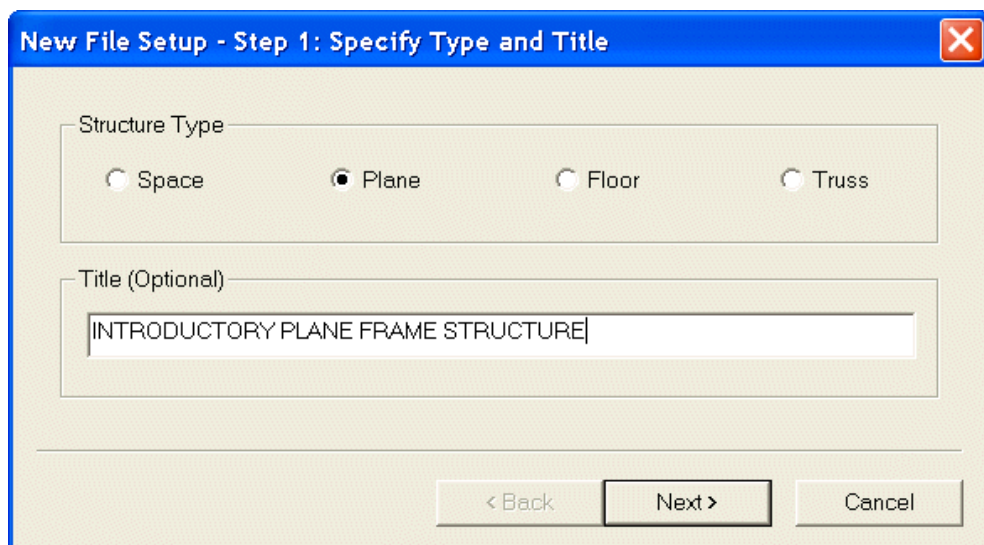 New File Setup - Step 1: Specify Type and Title
Structure Type
Space Plane Floor Truss
Title (Optional)
INTRODUCTORY PLANE FRAME STRUCTURE
< Back Next > Cancel